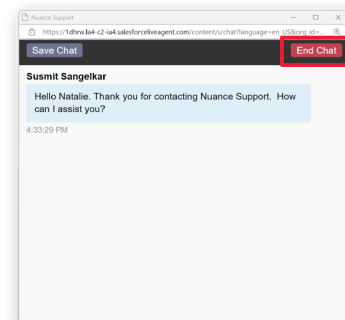 Nuance Support
https://1dhrw.la4-c2-ia4.salesforceliveagent.com/content/s/chat?language=en_US&org_id=...
Save Chat
End Chat
Susmit Sangelkar
Hello Natalie. Thank you for contacting Nuance Support. How
can I assist you?
4:33:29 PM